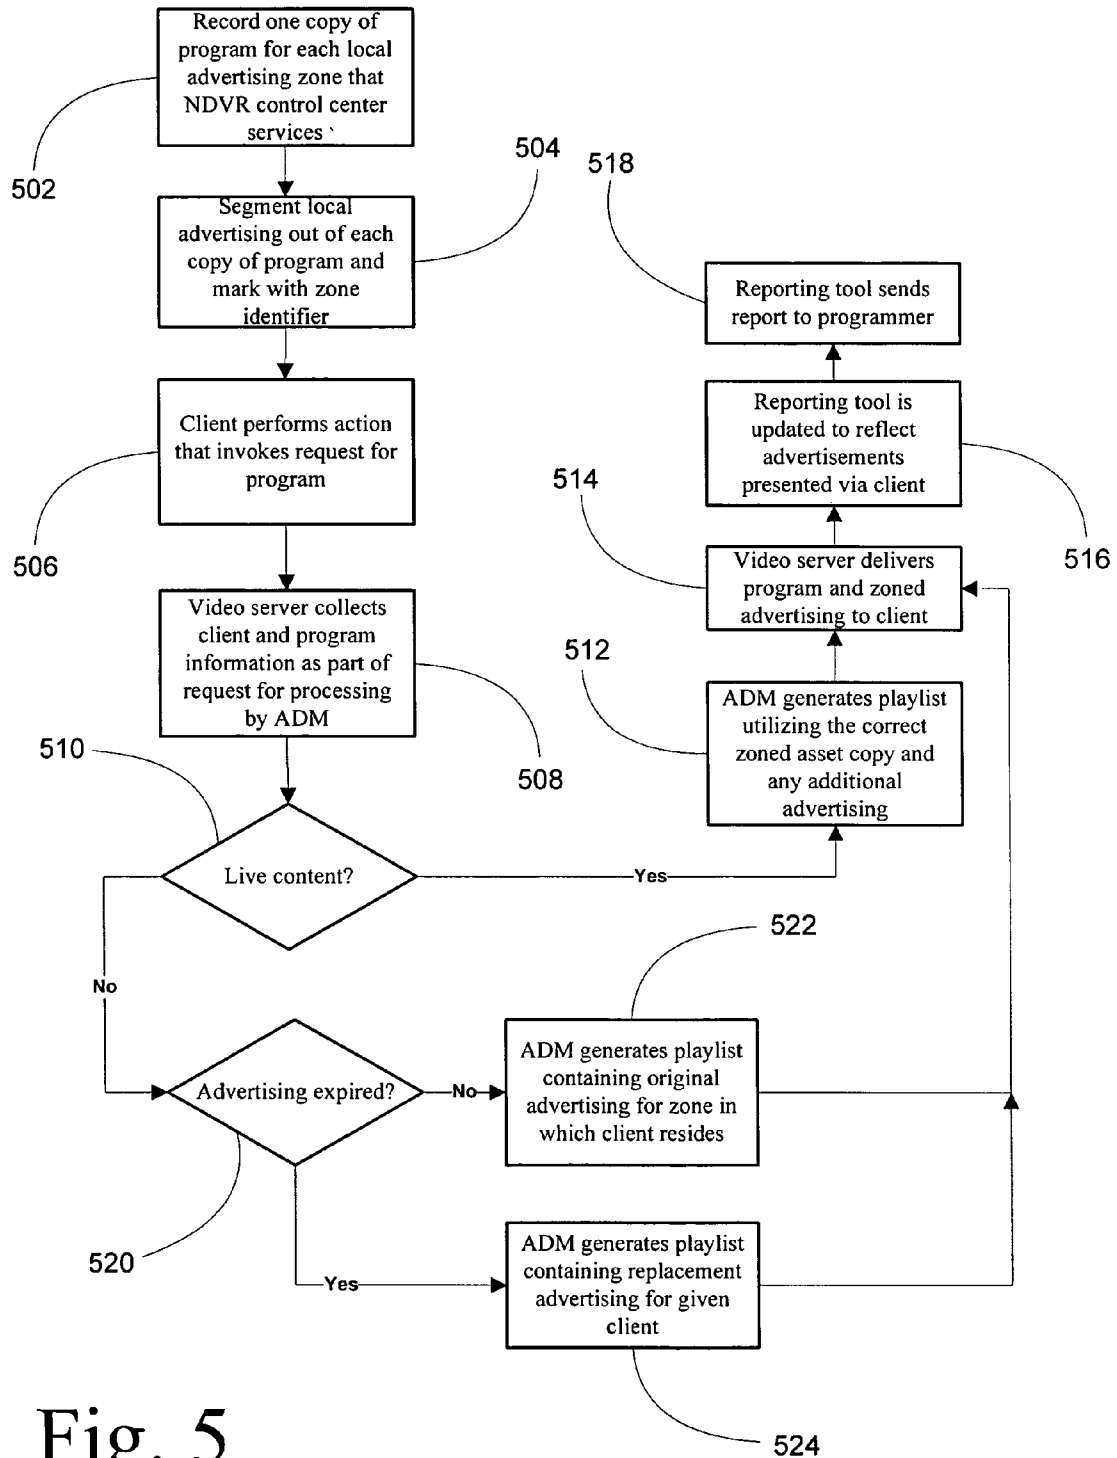 Record one copy of
program for each local
advertising zone that
NDVR control center
services
502
Segment local
advertising out of each
copy of program and
mark with zone
identifier
504
Client performs action
that invokes request for
program
506
Video server collects
client and program
information as part of
request for processing
by ADM
508
510
Live content?
Yes
No
518
Reporting tool sends
report to programmer
Reporting tool is
updated to reflect
advertisements
presented via client
516
514
Video server delivers
program and zoned
advertising to client
512
ADM generates playlist
utilizing the correct
zoned asset copy and
any additional
advertising
Advertising expired?
520
No
522
ADM generates playlist
containing original
advertising for zone in
which client resides
Yes
ADM generates playlist
containing replacement
advertising for given
client
524
Fig. 5